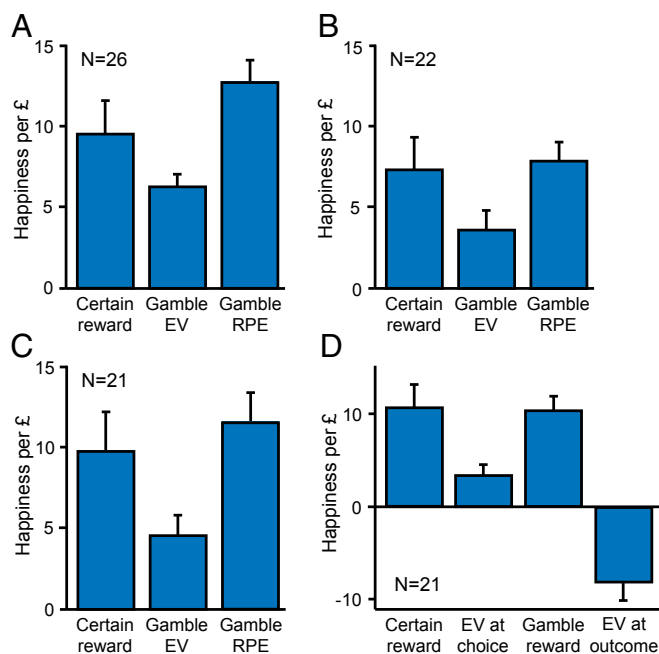 A
15
N=26
10
5
0
Happiness per £
Certain reward
Gamble EV
Gamble RPE
B
15
N=22
10
5
0
Happiness per £
Certain reward
Gamble EV
Gamble RPE
C
15
N=21
10
5
0
Happiness per £
Certain reward
Gamble EV
Gamble RPE
D
10
0
-10
Happiness per £
N=21
Certain reward
EV at choice
Gamble reward
EV at outcome